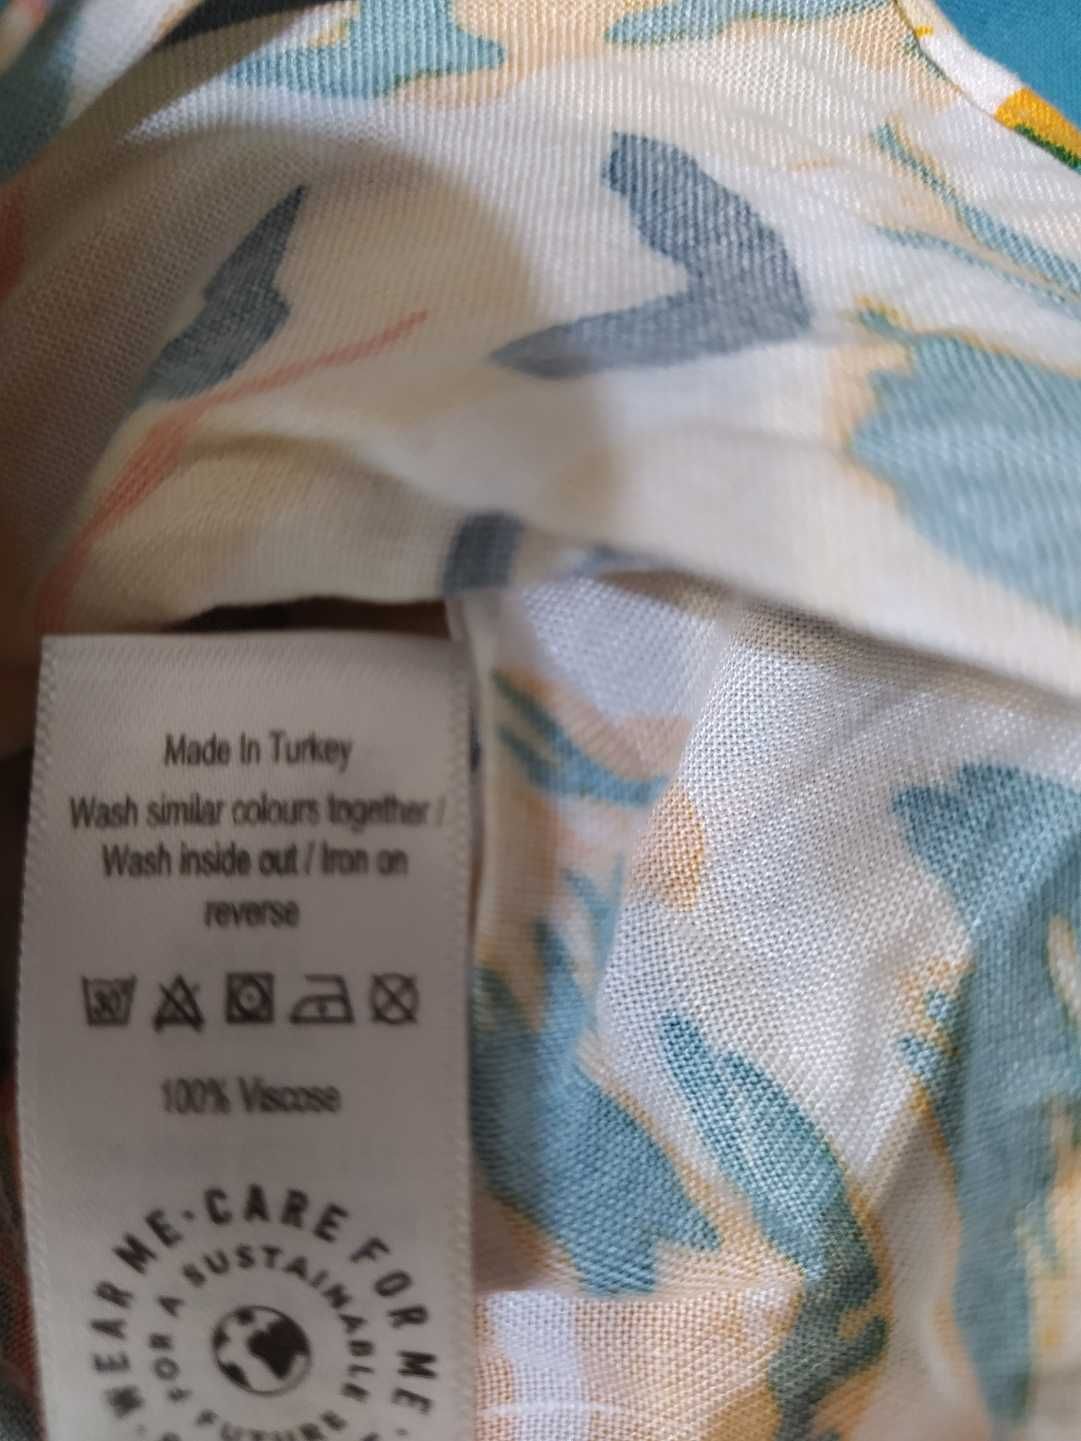 Made In Turkey
Wash similar colours together /
Wash inside out / Iron on
reverse
30
100% Viscose
WEAR ME · CARE FOR ME ·
FOR A SUSTAINABLE FUTURE